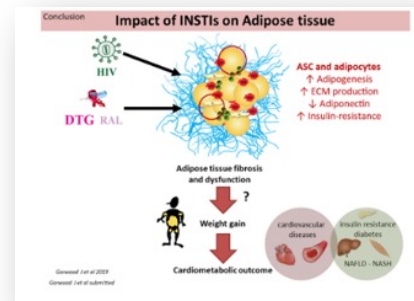 Conclusion
Impact of INSTIs on Adipose tissue
HIV
DTG RAL
ASC and adipocytes
↑ Adipogenesis
↑ ECM production
↓ Adiponectin
↑ Insulin-resistance
Adipose tissue fibrosis
and dysfunction
?
Weight gain
Cardiometabolic outcome
cardiovascular
diseases
Insulin resistance
diabetes
NAFLD - NASH
Gorwood J et al 2019
Gorwood J et al submitted